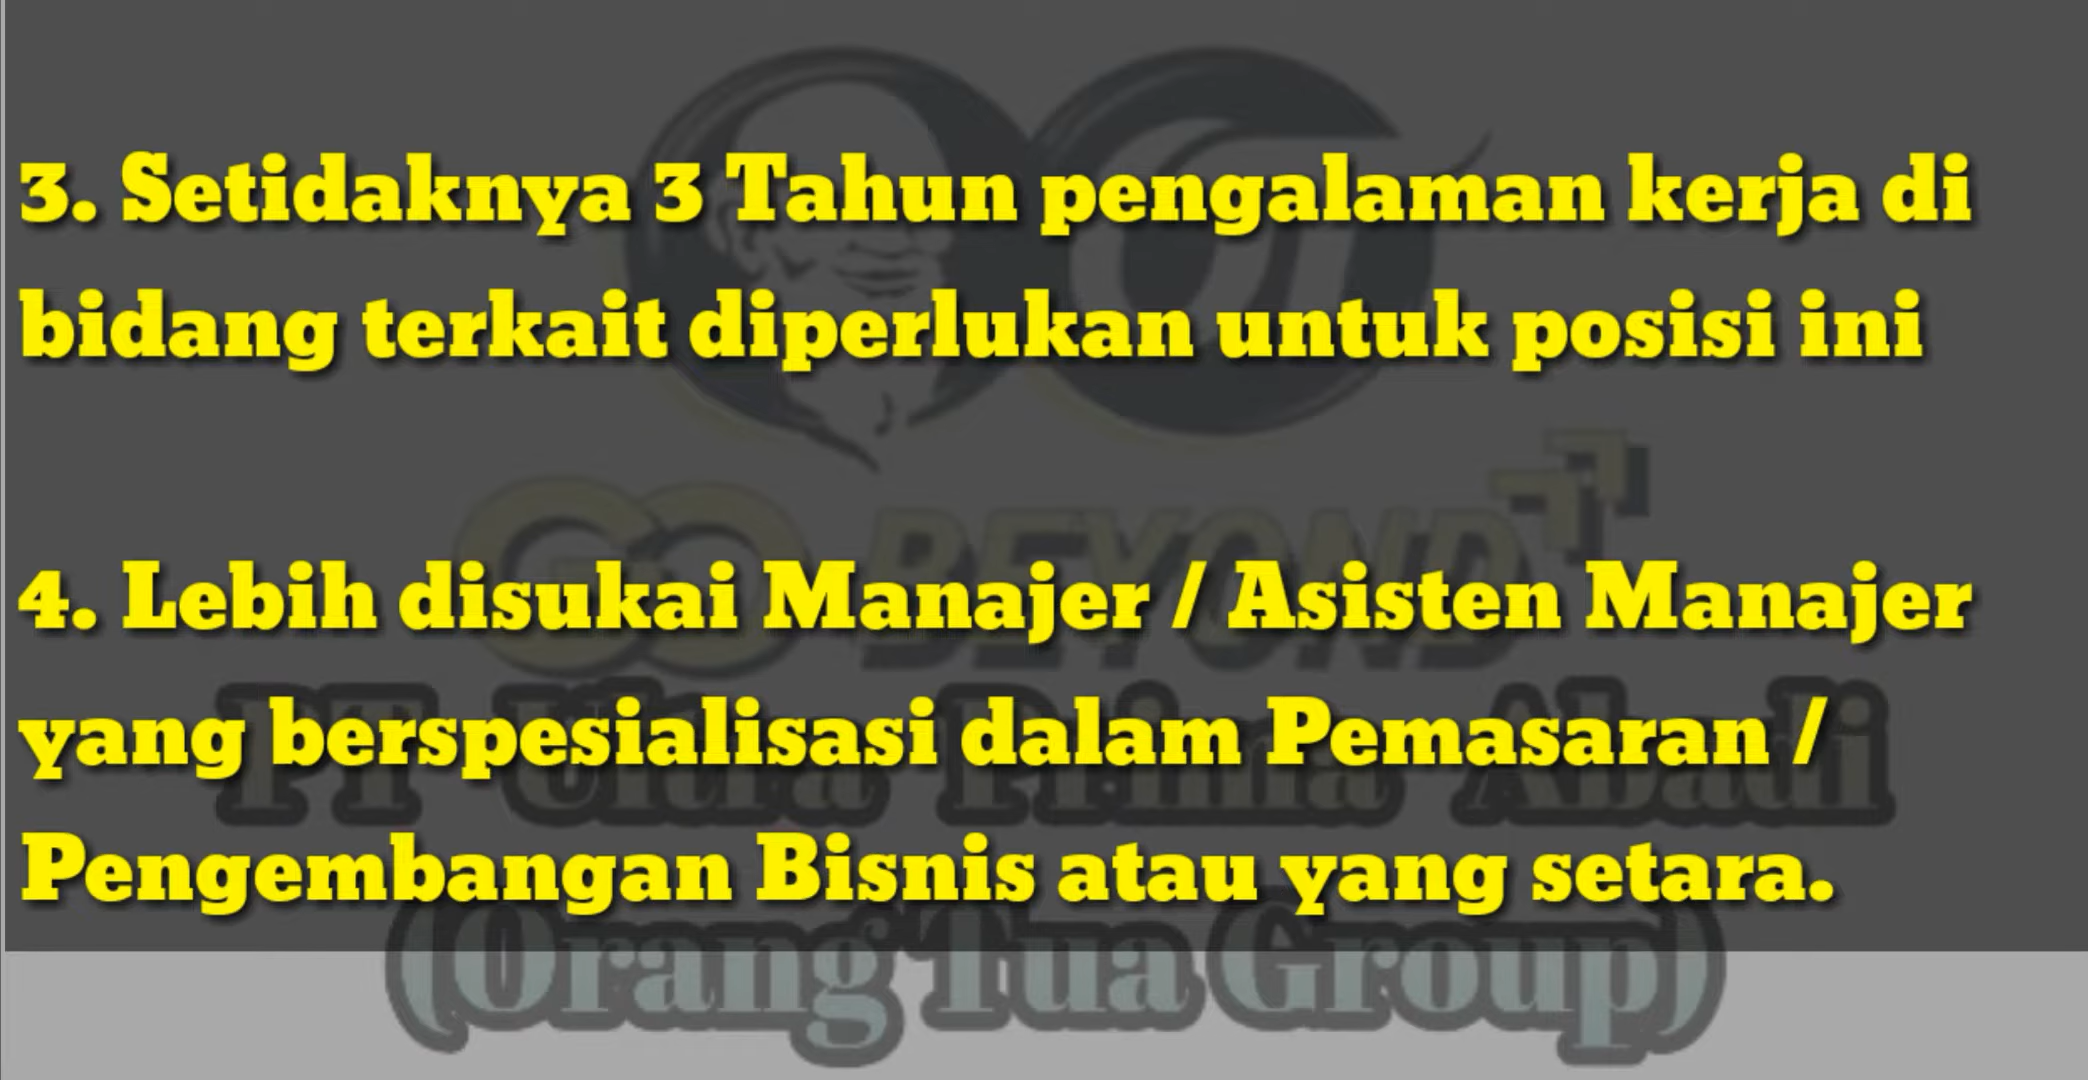 3. Setidaknya 3 Tahun pengalaman kerja di
bidang terkait diperlukan untuk posisi ini
GO BEYOND
4. Lebih disukai Manajer / Asisten Manajer
yang berspesialisasi dalam Pemasaran /
PT Ultra Prima Abadi
Pengembangan Bisnis atau yang setara.
(Orang Tua Group)